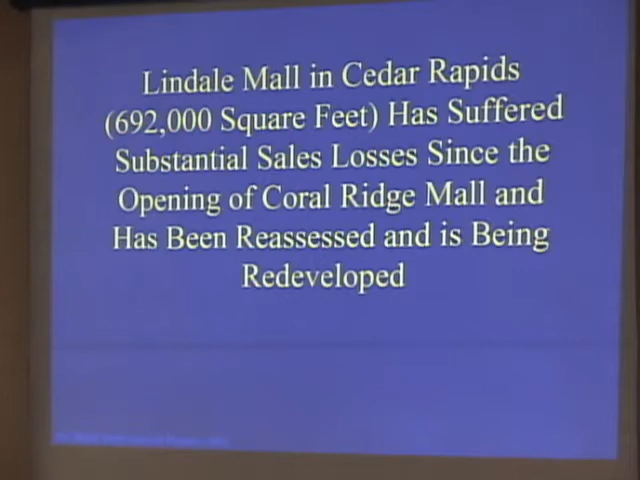 Lindale Mall in Cedar Rapids
(692,000 Square Feet) Has Suffered
Substantial Sales Losses Since the
Opening of Coral Ridge Mall and
Has Been Reassessed and is Being
Redeveloped